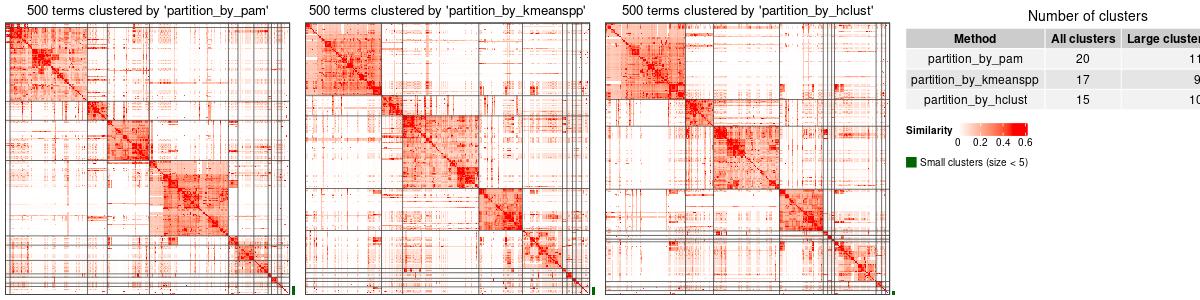 500 terms clustered by 'partition_by_pam'
500 terms clustered by 'partition_by_kmeanspp'
500 terms clustered by 'partition_by_hclust'
Number of clusters
Method All clusters Large cluster
partition_by_pam 20 11
partition_by_kmeanspp 17 9
partition_by_hclust 15 10
Similarity
0 0.2 0.4 0.6
Small clusters (size < 5)